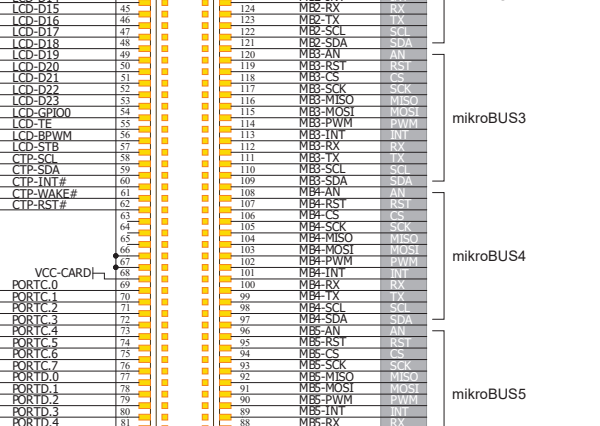 LCD-D15 45
LCD-D16 46
LCD-D17 47
LCD-D18 48
LCD-D19 49
LCD-D20 50
LCD-D21 51
LCD-D22 52
LCD-D23 53
LCD-GPIO0 54
LCD-TE 55
LCD-BPWM 56
LCD-STB 57
CTP-SCL 58
CTP-SDA 59
CTP-INT# 60
CTP-WAKE# 61
CTP-RST# 62
63
64
65
66
67
VCC-CARD 68
PORTC.0 69
PORTC.1 70
PORTC.2 71
PORTC.3 72
PORTC.4 73
PORTC.5 74
PORTC.6 75
PORTC.7 76
PORTD.0 77
PORTD.1 78
PORTD.2 79
PORTD.3 80
PORTD.4 81
124 MB2-RX RX
123 MB2-TX TX
122 MB2-SCL SCL
121 MB2-SDA SDA
120 MB3-AN AN
119 MB3-RST RST
118 MB3-CS CS
117 MB3-SCK SCK
116 MB3-MISO MISO
115 MB3-MOSI MOSI
114 MB3-PWM PWM
113 MB3-INT INT
112 MB3-RX RX
111 MB3-TX TX
110 MB3-SCL SCL
109 MB3-SDA SDA
mikroBUS3
108 MB4-AN AN
107 MB4-RST RST
106 MB4-CS CS
105 MB4-SCK SCK
104 MB4-MISO MISO
103 MB4-MOSI MOSI
102 MB4-PWM PWM
101 MB4-INT INT
100 MB4-RX RX
99 MB4-TX TX
98 MB4-SCL SCL
97 MB4-SDA SDA
mikroBUS4
96 MB5-AN AN
95 MB5-RST RST
94 MB5-CS CS
93 MB5-SCK SCK
92 MB5-MISO MISO
91 MB5-MOSI MOSI
90 MB5-PWM PWM
89 MB5-INT INT
88 MB5-RX RX
mikroBUS5